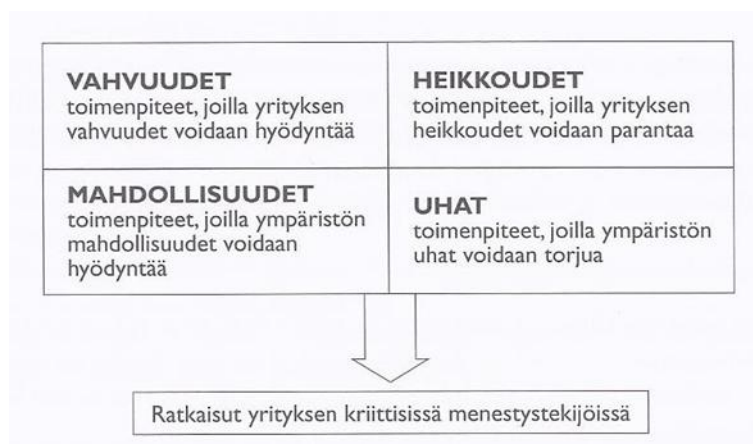 VAHVUUDET
toimenpiteet, joilla yrityksen
vahvuudet voidaan hyödyntää
HEIKKOUDET
toimenpiteet, joilla yrityksen
heikkoudet voidaan parantaa
MAHDOLLISUUDET
toimenpiteet, joilla ympäristön
mahdollisuudet voidaan
hyödyntää
UHAT
toimenpiteet, joilla ympäristön
uhat voidaan torjua
Ratkaisut yrityksen kriittisissä menestystekijöissä